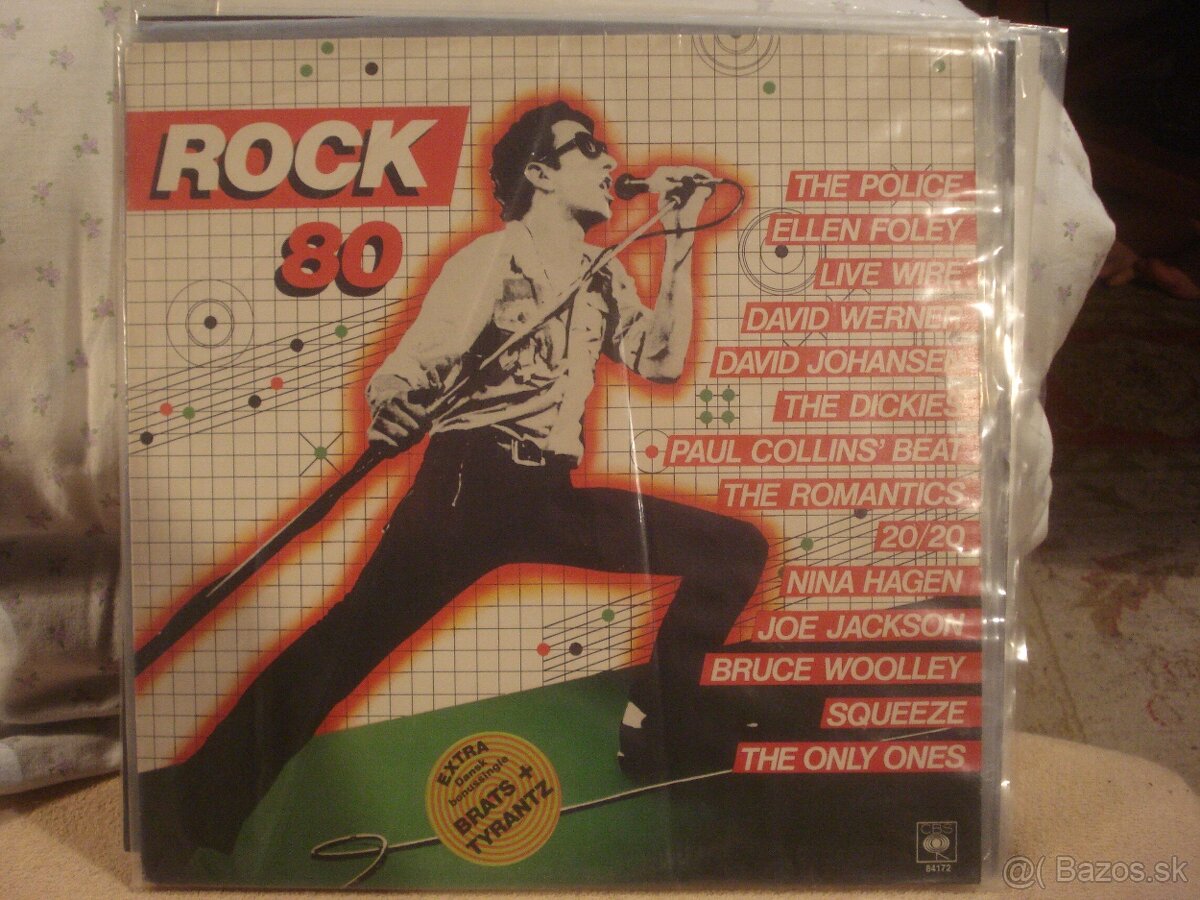 ROCK
80
THE POLICE
ELLEN FOLEY
LIVE WIRE
DAVID WERNER
DAVID JOHANSEN
THE DICKIES
PAUL COLLINS' BEAT
THE ROMANTICS
20/20
NINA HAGEN
JOE JACKSON
BRUCE WOOLLEY
SQUEEZE
THE ONLY ONES
EXTRA
Dansk
bonussingle
BRATS +
TYRANTZ
CBS
84172
@( Bazos.sk